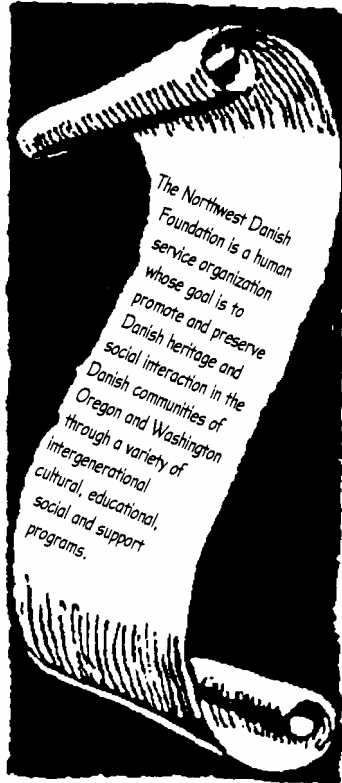 The Northwest Danish
Foundation is a human
service organization
whose goal is to
promote and preserve
Danish heritage and
social interaction in the
Danish communities of
Oregon and Washington
through a variety of
intergenerational
cultural, educational,
social and support
programs.